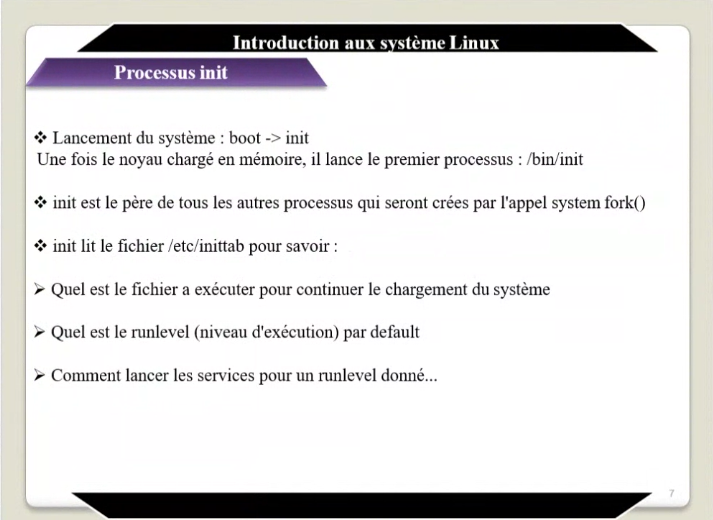 Introduction aux système Linux
Processus init
❖ Lancement du système : boot -> init
Une fois le noyau chargé en mémoire, il lance le premier processus : /bin/init
❖ init est le père de tous les autres processus qui seront crées par l'appel system fork()
❖ init lit le fichier /etc/inittab pour savoir :
➢ Quel est le fichier a exécuter pour continuer le chargement du système
➢ Quel est le runlevel (niveau d'exécution) par default
➢ Comment lancer les services pour un runlevel donné...
7